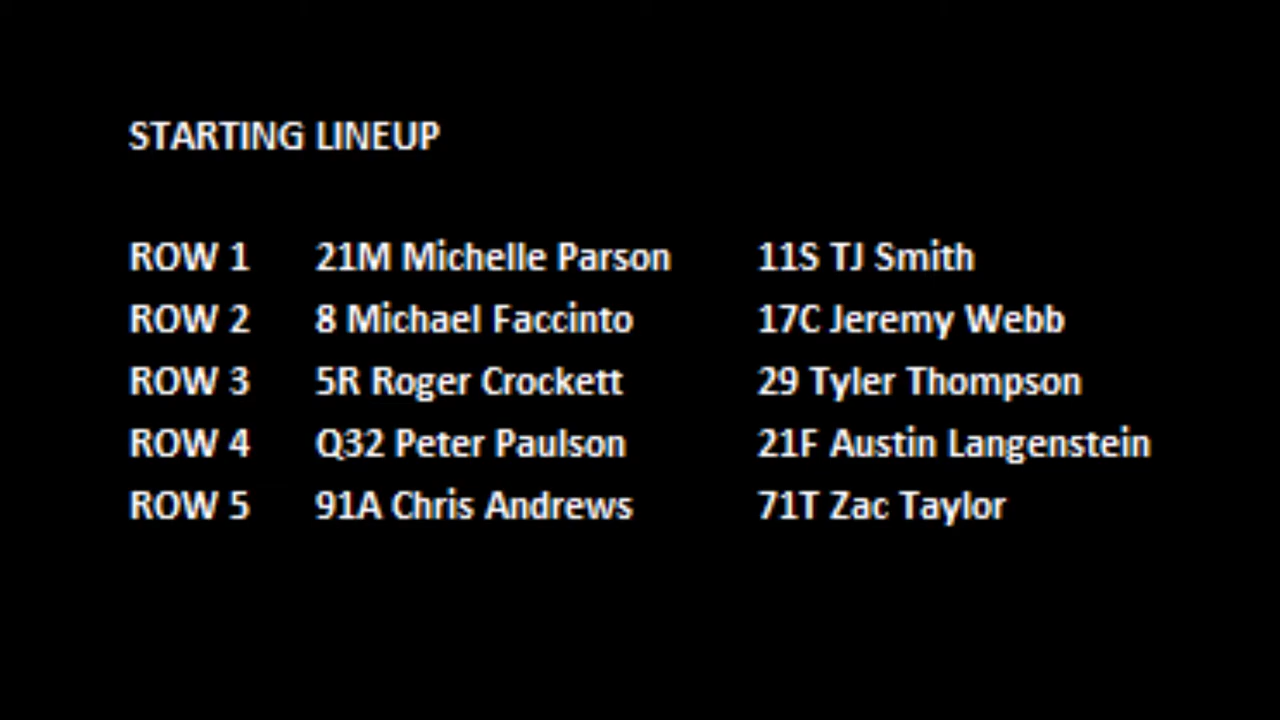 STARTING LINEUP
ROW 1 21M Michelle Parson 11S TJ Smith
ROW 2 8 Michael Faccinto 17C Jeremy Webb
ROW 3 5R Roger Crockett 29 Tyler Thompson
ROW 4 Q32 Peter Paulson 21F Austin Langenstein
ROW 5 91A Chris Andrews 71T Zac Taylor